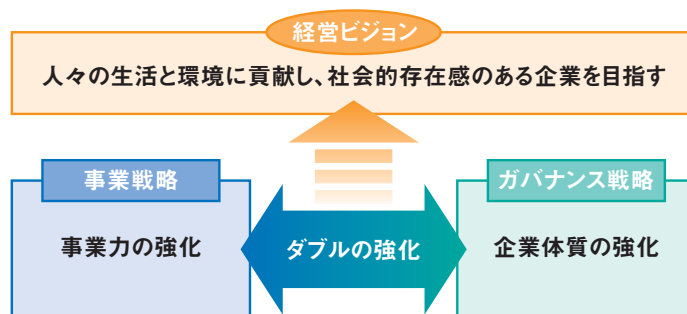 経営ビジョン
人々の生活と環境に貢献し、社会的存在感のある企業を目指す
事業戦略
事業力の強化
ダブルの強化
ガバナンス戦略
企業体質の強化